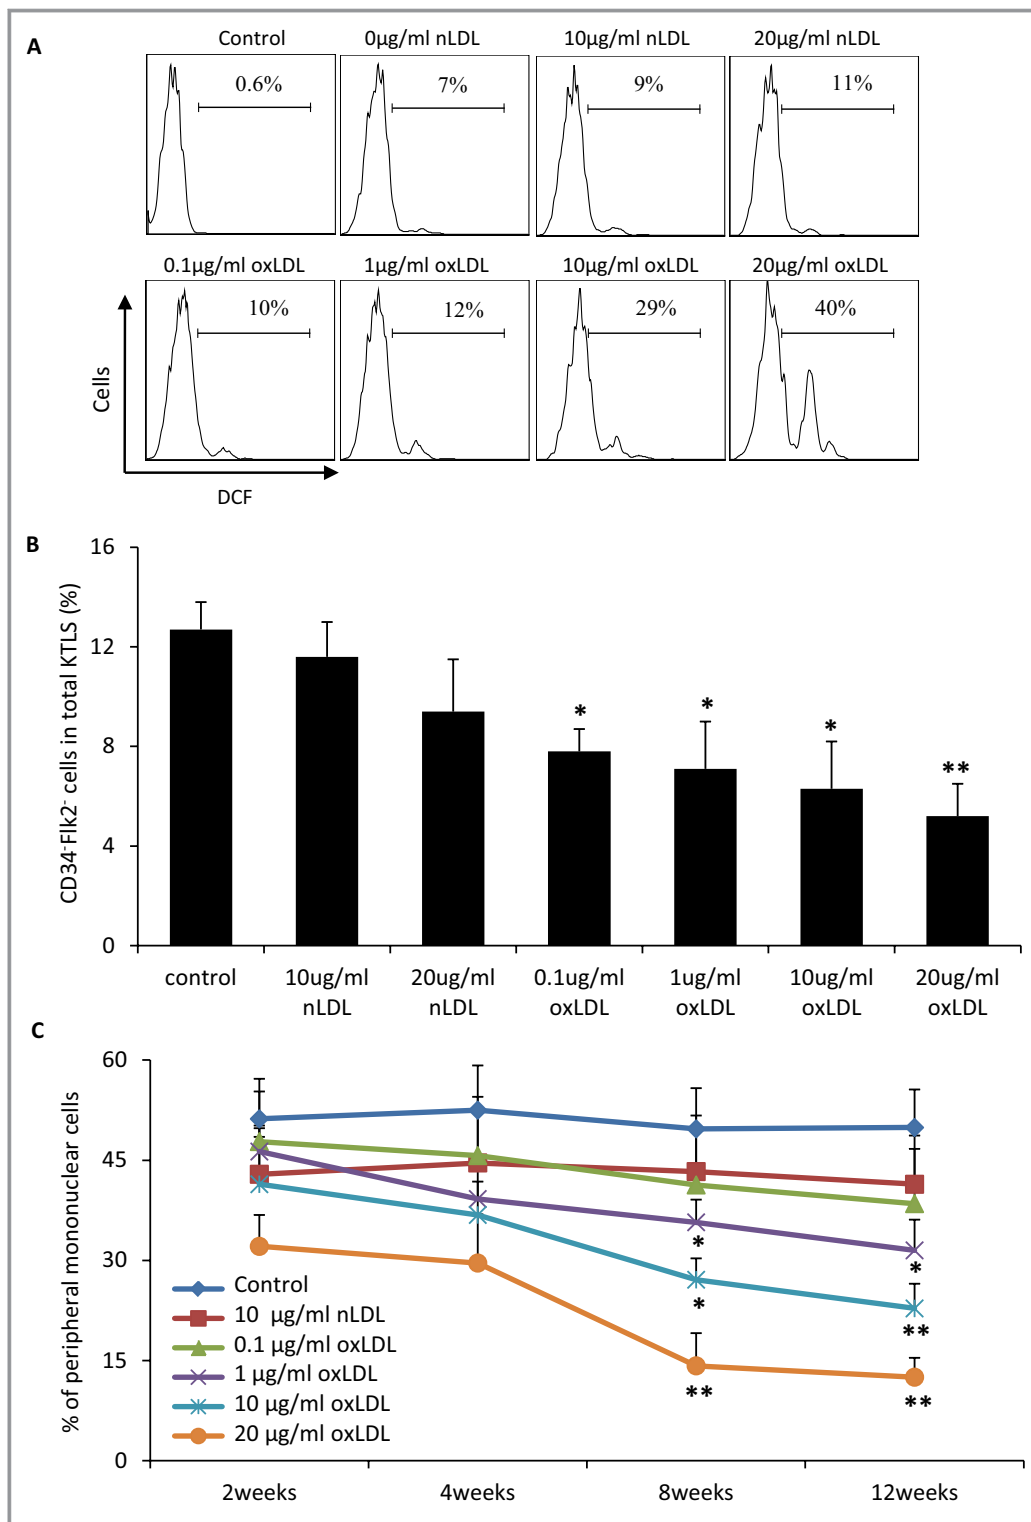 A
Control 0µg/ml nLDL 10µg/ml nLDL 20µg/ml nLDL
0.6% 7% 9% 11%
0.1µg/ml oxLDL 1µg/ml oxLDL 10µg/ml oxLDL 20µg/ml oxLDL
10% 12% 29% 40%
Cells
DCF
B
CD34⁻Flk2⁻ cells in total KTLS (%)
16
12
8
4
0
* * * **
control 10ug/ml 20ug/ml 0.1ug/ml 1ug/ml 10ug/ml 20ug/ml
nLDL nLDL oxLDL oxLDL oxLDL oxLDL
C
% of peripheral mononuclear cells
60
45
30
15
0
* *
* **
** **
Control
10 µg/ml nLDL
0.1 µg/ml oxLDL
1 µg/ml oxLDL
10 µg/ml oxLDL
20 µg/ml oxLDL
2weeks 4weeks 8weeks 12weeks